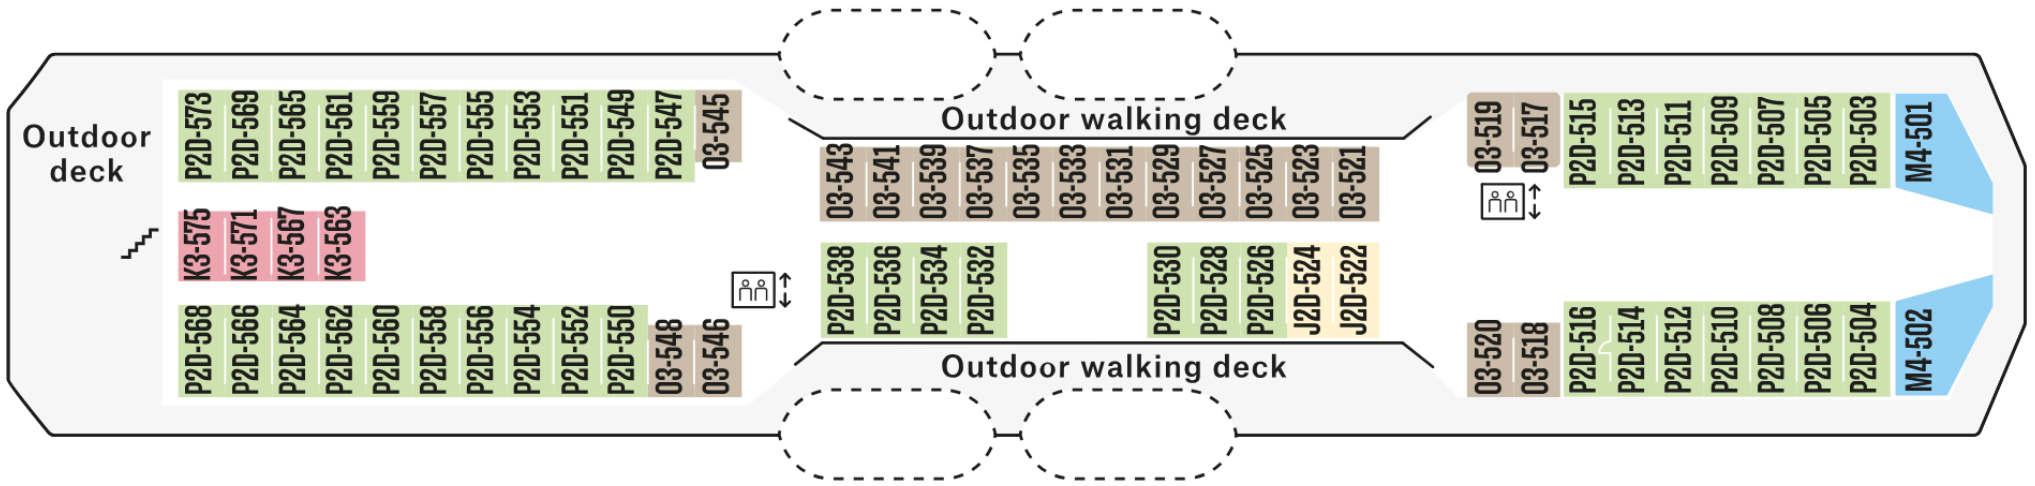 Outdoor
deck
P2D-573
P2D-569
P2D-565
P2D-561
P2D-559
P2D-557
P2D-555
P2D-553
P2D-551
P2D-549
P2D-547
O3-545
K3-575
K3-571
K3-567
K3-563
P2D-568
P2D-566
P2D-564
P2D-562
P2D-560
P2D-558
P2D-556
P2D-554
P2D-552
P2D-550
O3-548
O3-546
Outdoor walking deck
O3-543
O3-541
O3-539
O3-537
O3-535
O3-533
O3-531
O3-529
O3-527
O3-525
O3-523
O3-521
P2D-538
P2D-536
P2D-534
P2D-532
P2D-530
P2D-528
P2D-526
J2D-524
J2D-522
Outdoor walking deck
O3-519
O3-517
P2D-515
P2D-513
P2D-511
P2D-509
P2D-507
P2D-505
P2D-503
M4-501
O3-520
O3-518
P2D-516
P2D-514
P2D-512
P2D-510
P2D-508
P2D-506
P2D-504
M4-502